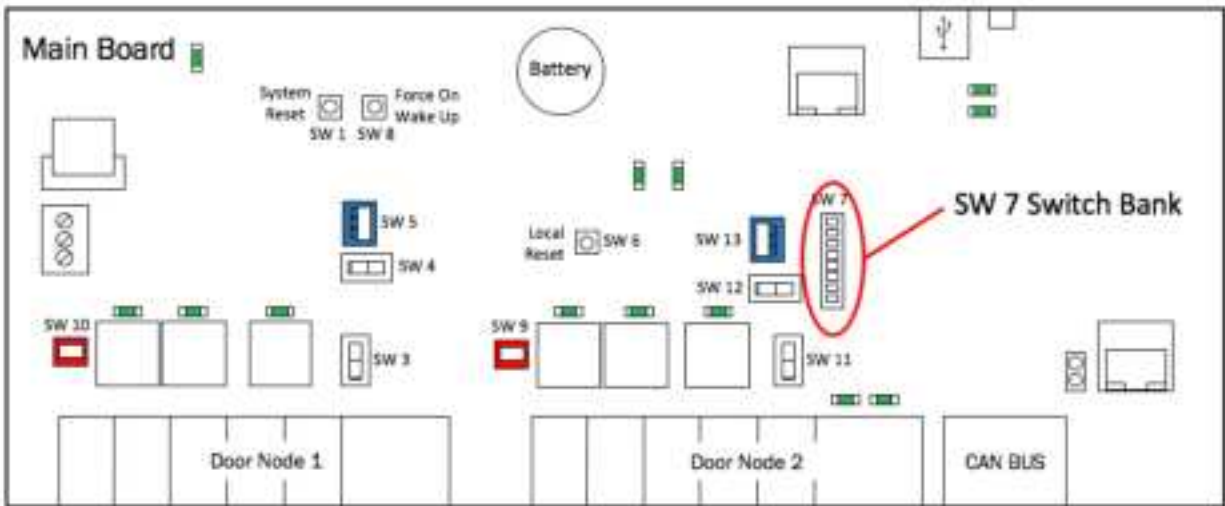 Main Board
Battery
System
Reset
SW 1
Force On
Wake Up
SW 8
SW 7
SW 7 Switch Bank
SW 5
SW 4
Local
Reset
SW 6
SW 13
SW 12
SW 10
SW 3
SW 9
SW 11
Door Node 1
Door Node 2
CAN BUS